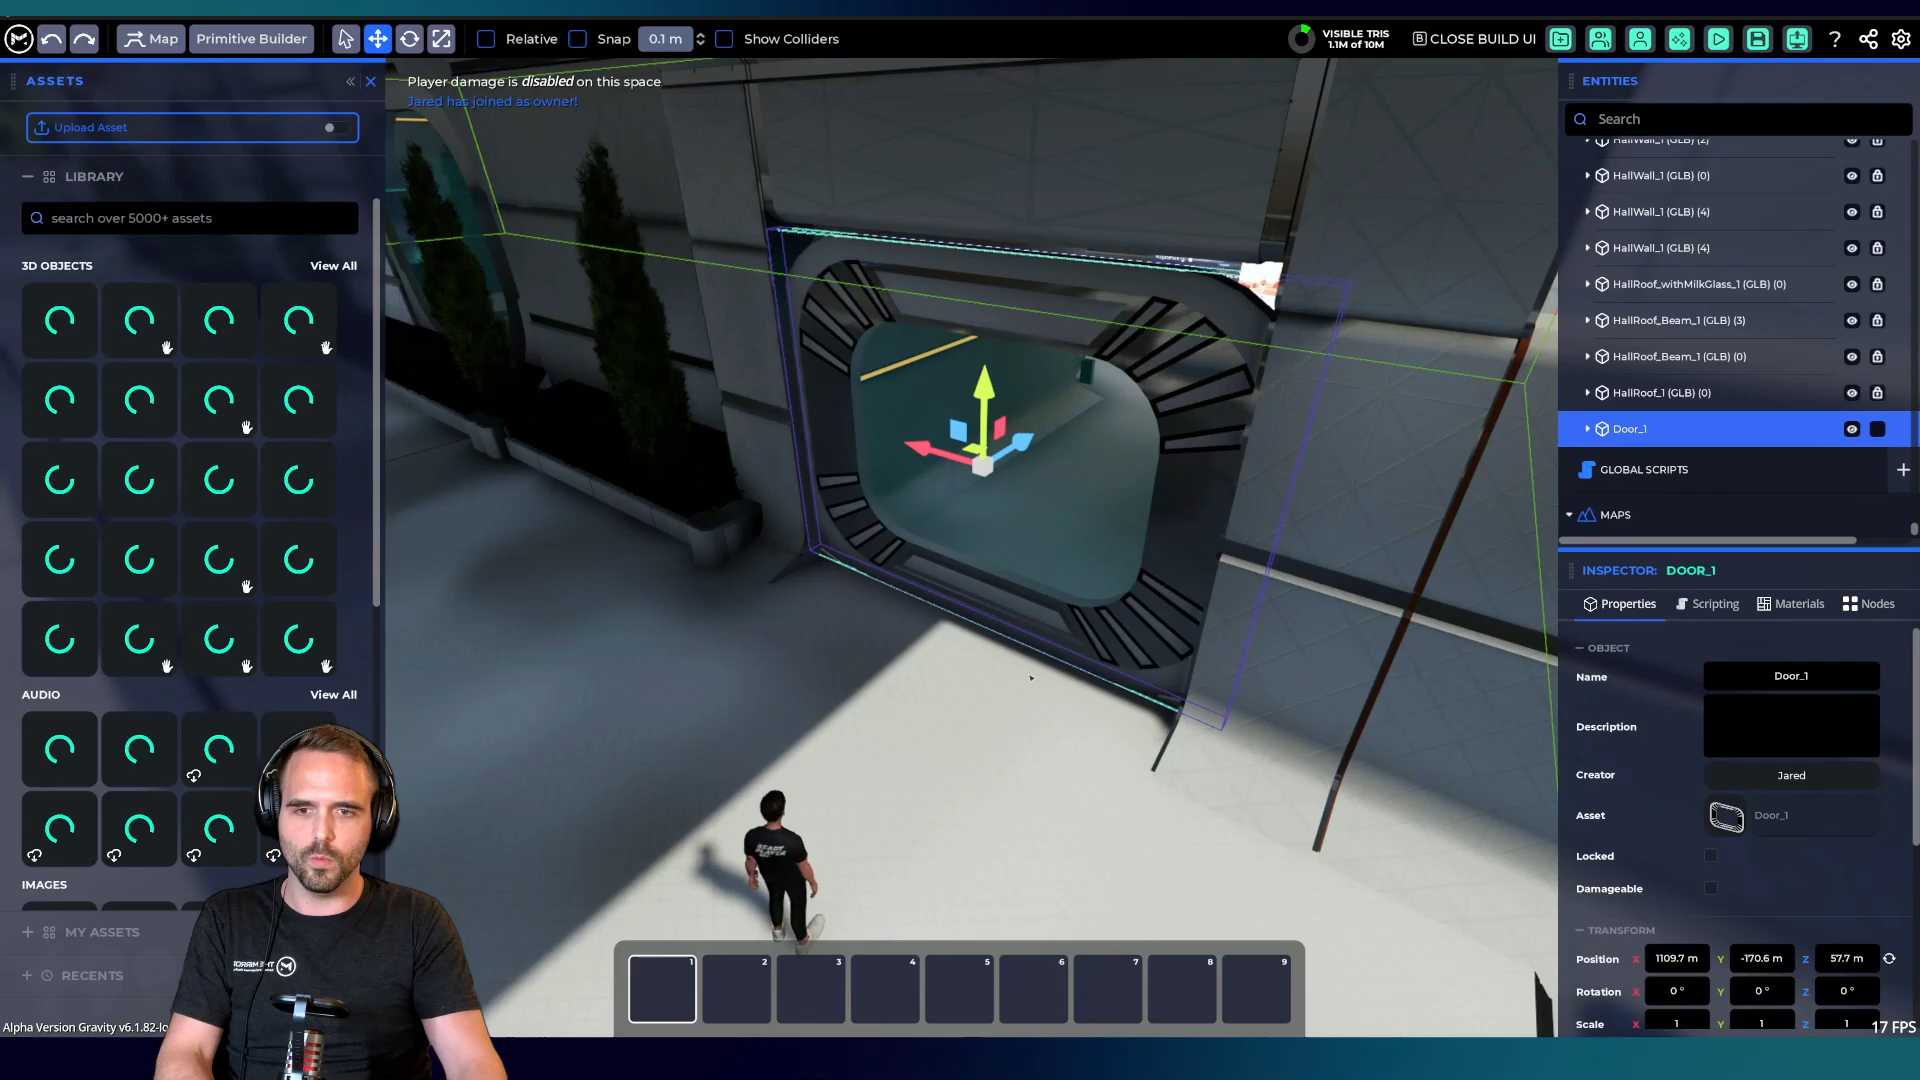 Map
Primitive Builder
Relative
Snap
0.1 m
Show Colliders
VISIBLE TRIS
1.1M of 10M
B CLOSE BUILD UI
?
ASSETS
Upload Asset
LIBRARY
search over 5000+ assets
3D OBJECTS
View All
AUDIO
View All
IMAGES
MY ASSETS
RECENTS
Alpha Version Gravity v6.1.82-lo
Player damage is disabled on this space
Jared has joined as owner!
READY
PLAYER
1
2
3
4
5
6
7
8
9
ENTITIES
Search
HallWall_1 (GLB) (2)
HallWall_1 (GLB) (0)
HallWall_1 (GLB) (4)
HallWall_1 (GLB) (4)
HallRoof_withMilkGlass_1 (GLB) (0)
HallRoof_Beam_1 (GLB) (3)
HallRoof_Beam_1 (GLB) (0)
HallRoof_1 (GLB) (0)
Door_1
GLOBAL SCRIPTS
MAPS
INSPECTOR: DOOR_1
Properties
Scripting
Materials
Nodes
OBJECT
Name
Door_1
Description
Creator
Jared
Asset
Door_1
Locked
Damageable
TRANSFORM
Position X 1109.7 m Y -170.6 m Z 57.7 m
Rotation X 0 ° Y 0 ° Z 0 °
Scale X 1 Y 1 Z 1
17 FPS